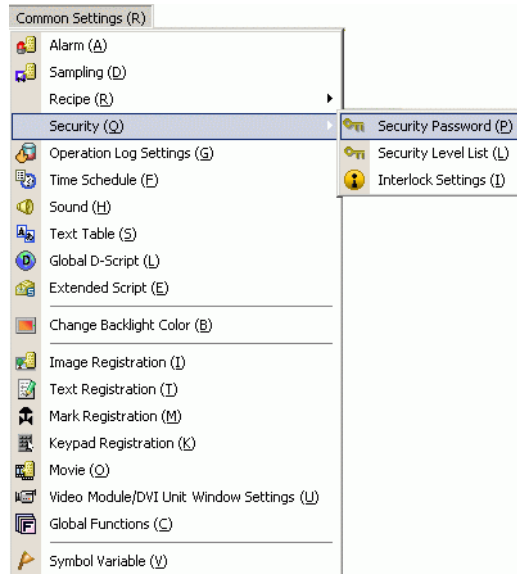 Common Settings (R)
Alarm (A)
Sampling (D)
Recipe (R)
Security (Q)
Security Password (P)
Security Level List (L)
Interlock Settings (I)
Operation Log Settings (G)
Time Schedule (F)
Sound (H)
Text Table (S)
Global D-Script (L)
Extended Script (E)
Change Backlight Color (B)
Image Registration (I)
Text Registration (T)
Mark Registration (M)
Keypad Registration (K)
Movie (O)
Video Module/DVI Unit Window Settings (U)
Global Functions (C)
Symbol Variable (V)